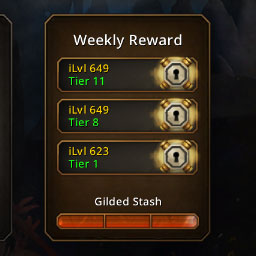 Weekly Reward
iLvl 649
Tier 11
iLvl 649
Tier 8
iLvl 623
Tier 1
Gilded Stash